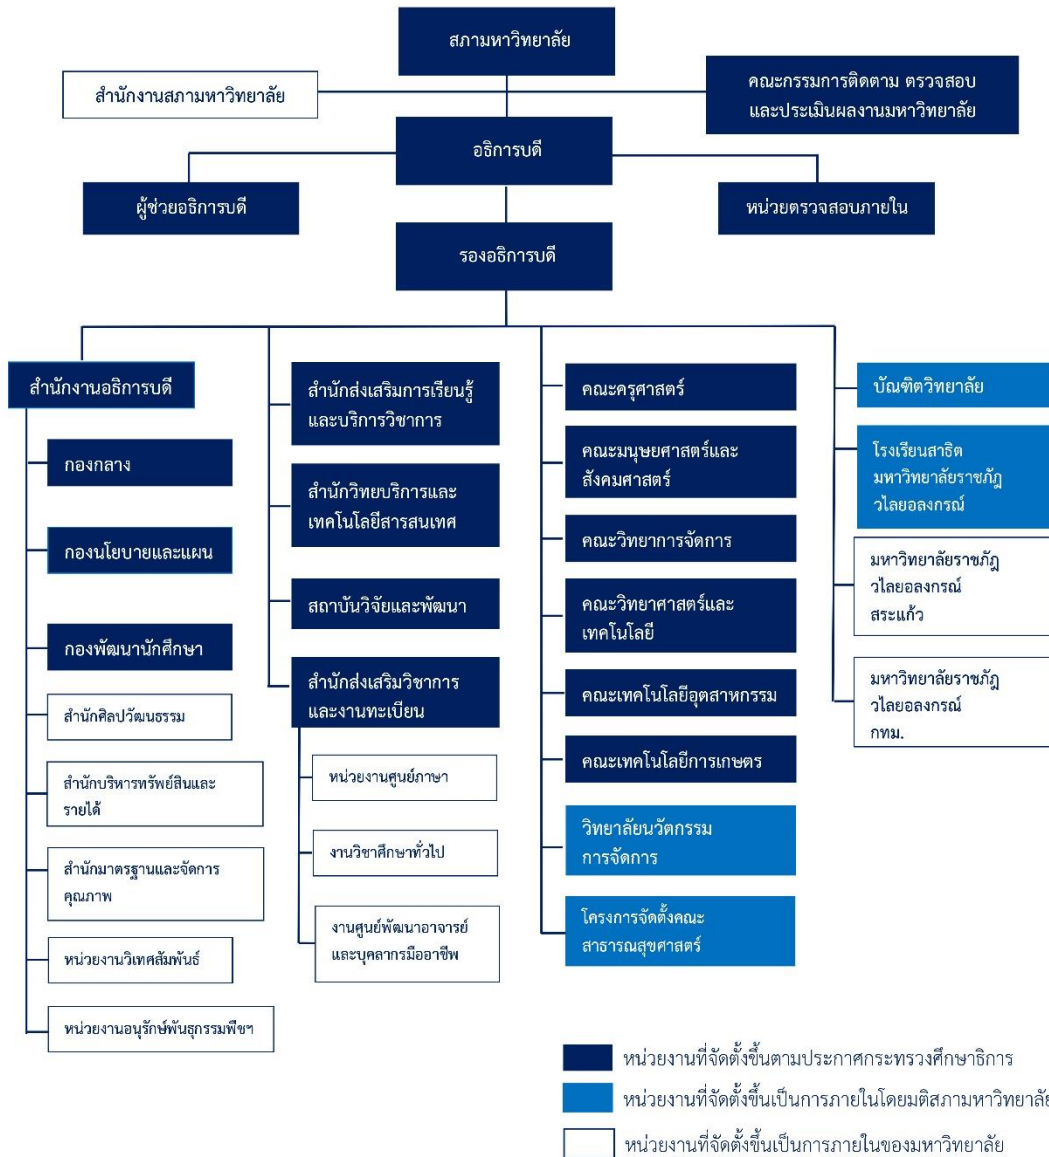 สภามหาวิทยาลัย
สำนักงานสภามหาวิทยาลัย
คณะกรรมการติดตาม ตรวจสอบ
และประเมินผลงานมหาวิทยาลัย
อธิการบดี
ผู้ช่วยอธิการบดี
หน่วยตรวจสอบภายใน
รองอธิการบดี
สำนักงานอธิการบดี
กองกลาง
กองนโยบายและแผน
กองพัฒนานักศึกษา
สำนักศิลปวัฒนธรรม
สำนักบริหารทรัพย์สินและ
รายได้
สำนักมาตรฐานและจัดการ
คุณภาพ
หน่วยงานวิเทศสัมพันธ์
หน่วยงานอนุรักษ์พันธุกรรมพืชฯ
สำนักส่งเสริมการเรียนรู้
และบริการวิชาการ
สำนักวิทยบริการและ
เทคโนโลยีสารสนเทศ
สถาบันวิจัยและพัฒนา
สำนักส่งเสริมวิชาการ
และงานทะเบียน
หน่วยงานศูนย์ภาษา
งานวิชาศึกษาทั่วไป
งานศูนย์พัฒนาอาจารย์
และบุคลากรมืออาชีพ
คณะครุศาสตร์
คณะมนุษยศาสตร์และ
สังคมศาสตร์
คณะวิทยาการจัดการ
คณะวิทยาศาสตร์และ
เทคโนโลยี
คณะเทคโนโลยีอุตสาหกรรม
คณะเทคโนโลยีการเกษตร
วิทยาลัยนวัตกรรม
การจัดการ
โครงการจัดตั้งคณะ
สาธารณสุขศาสตร์
บัณฑิตวิทยาลัย
โรงเรียนสาธิต
มหาวิทยาลัยราชภัฏ
วไลยอลงกรณ์
มหาวิทยาลัยราชภัฏ
วไลยอลงกรณ์
สระแก้ว
มหาวิทยาลัยราชภัฏ
วไลยอลงกรณ์
กทม.
หน่วยงานที่จัดตั้งขึ้นตามประกาศกระทรวงศึกษาธิการ
หน่วยงานที่จัดตั้งขึ้นเป็นการภายในโดยมติสภามหาวิทยาลัย
หน่วยงานที่จัดตั้งขึ้นเป็นการภายในของมหาวิทยาลัย